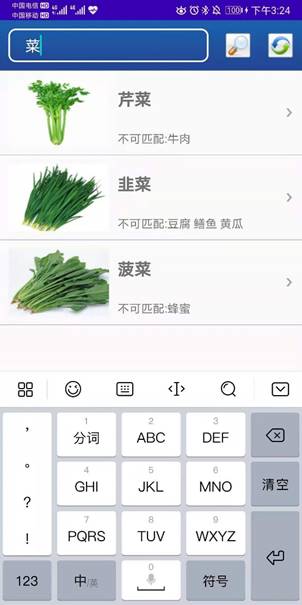 中国电信 HD 4G 4G
中国移动 HD
100 下午3:24
菜
芹菜
不可匹配:牛肉
韭菜
不可匹配:豆腐 鳝鱼 黄瓜
菠菜
不可匹配:蜂蜜
, 1 分词 2 ABC 3 DEF
。 4 GHI 5 JKL 6 MNO 清空
?
! 7 PQRS 8 TUV 9 WXYZ
123 中/英 0 符号